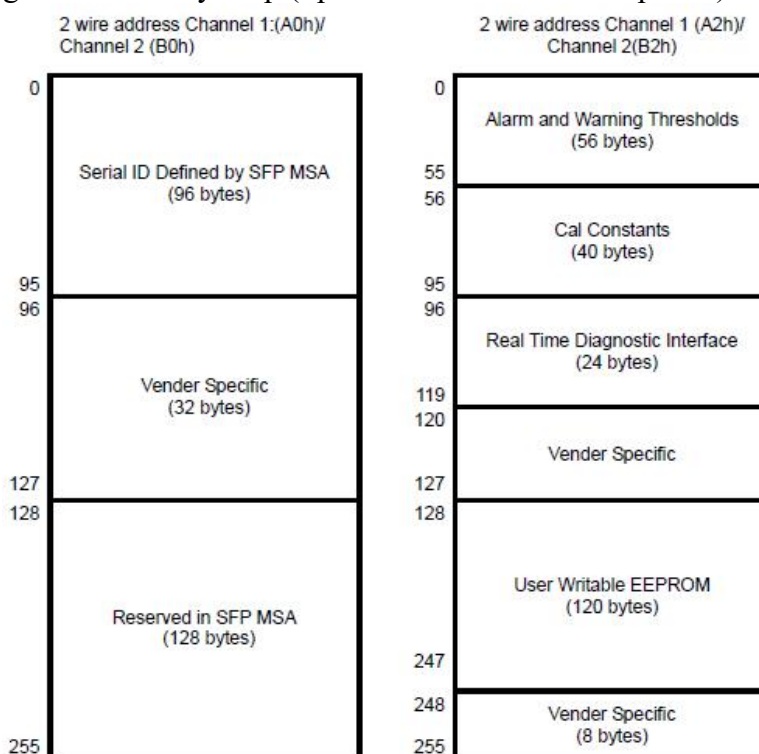 2 wire address Channel 1:(A0h)/
Channel 2 (B0h)
0
Serial ID Defined by SFP MSA
(96 bytes)
95
96
Vender Specific
(32 bytes)
127
128
Reserved in SFP MSA
(128 bytes)
255
2 wire address Channel 1 (A2h)/
Channel 2(B2h)
0
Alarm and Warning Thresholds
(56 bytes)
55
56
Cal Constants
(40 bytes)
95
96
Real Time Diagnostic Interface
(24 bytes)
119
120
Vender Specific
127
128
User Writable EEPROM
(120 bytes)
247
248
Vender Specific
(8 bytes)
255